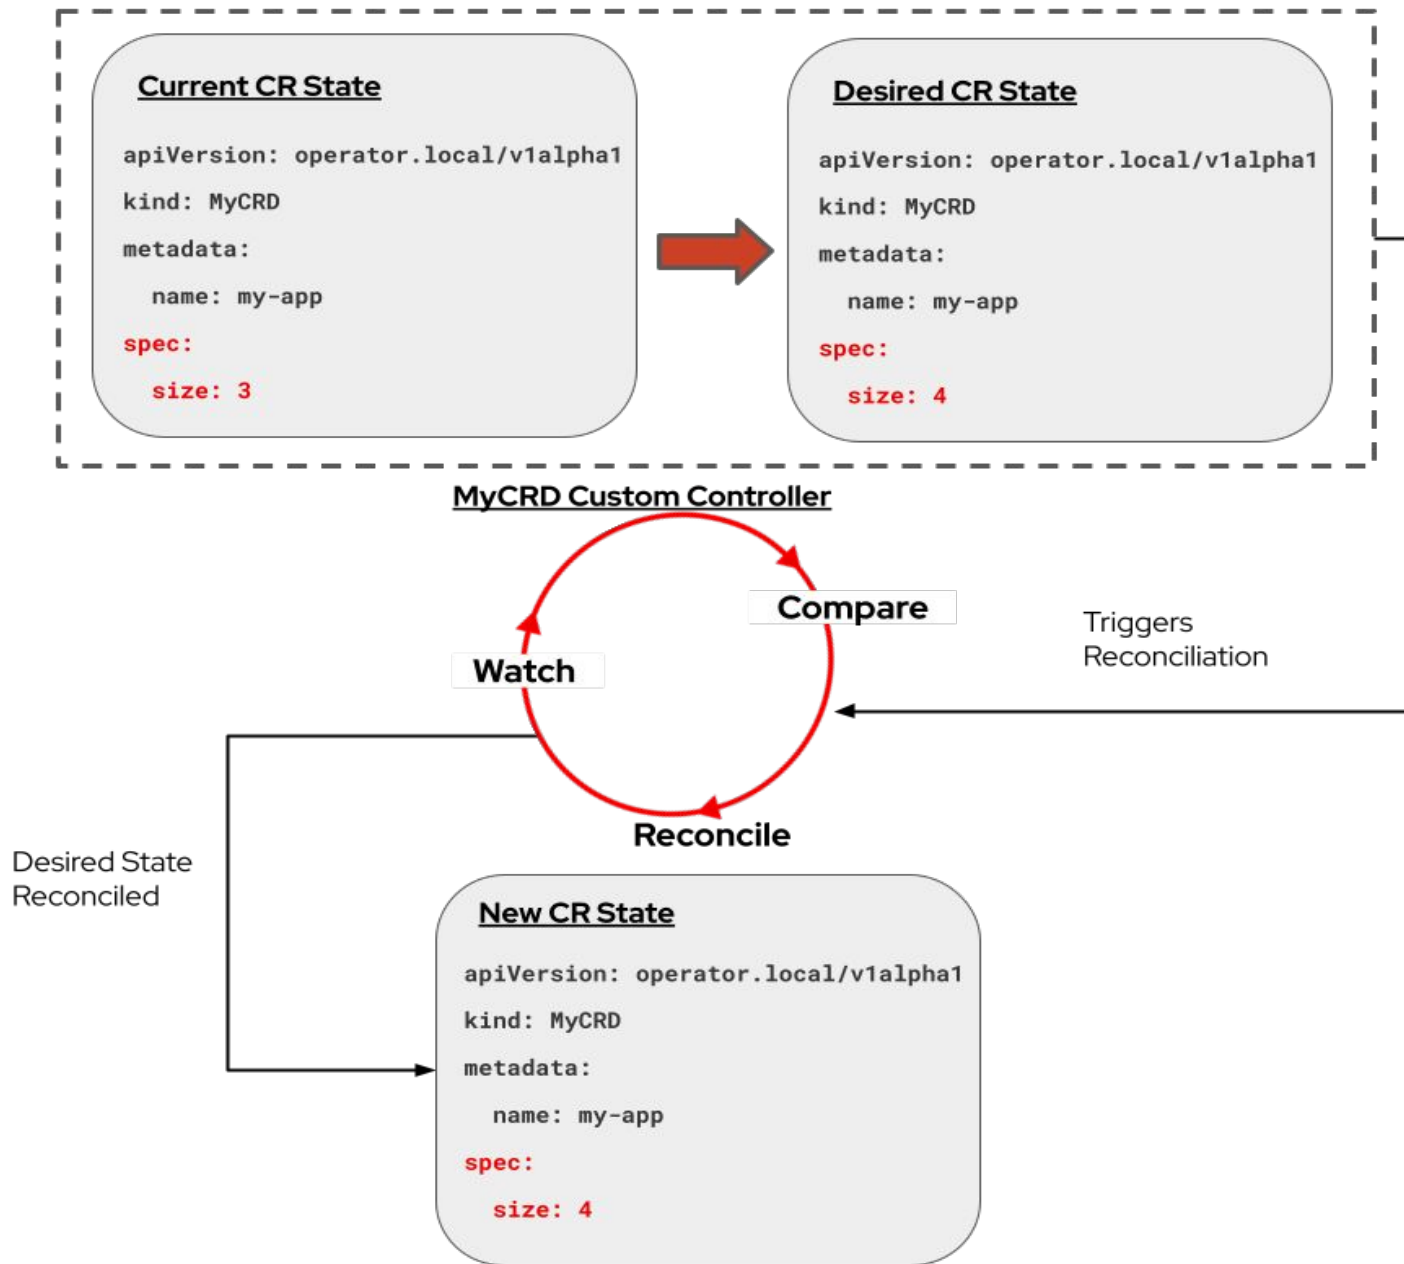 Current CR State
apiVersion: operator.local/v1alpha1
kind: MyCRD
metadata:
  name: my-app
spec:
  size: 3
Desired CR State
apiVersion: operator.local/v1alpha1
kind: MyCRD
metadata:
  name: my-app
spec:
  size: 4
MyCRD Custom Controller
Compare
Watch
Reconcile
Triggers
Reconciliation
Desired State
Reconciled
New CR State
apiVersion: operator.local/v1alpha1
kind: MyCRD
metadata:
  name: my-app
spec:
  size: 4